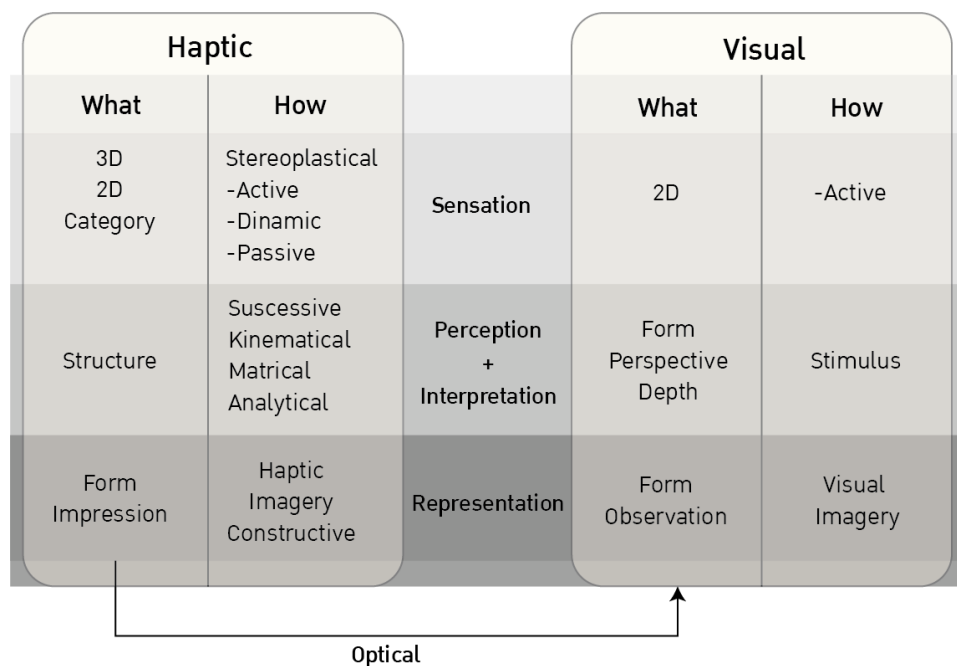 Haptic
Visual
What
How
What
How
3D
2D
Category
Stereoplastical
-Active
-Dinamic
-Passive
Sensation
2D
-Active
Structure
Suscessive
Kinematical
Matrical
Analytical
Perception
+
Interpretation
Form
Perspective
Depth
Stimulus
Form
Impression
Haptic
Imagery
Constructive
Representation
Form
Observation
Visual
Imagery
Optical